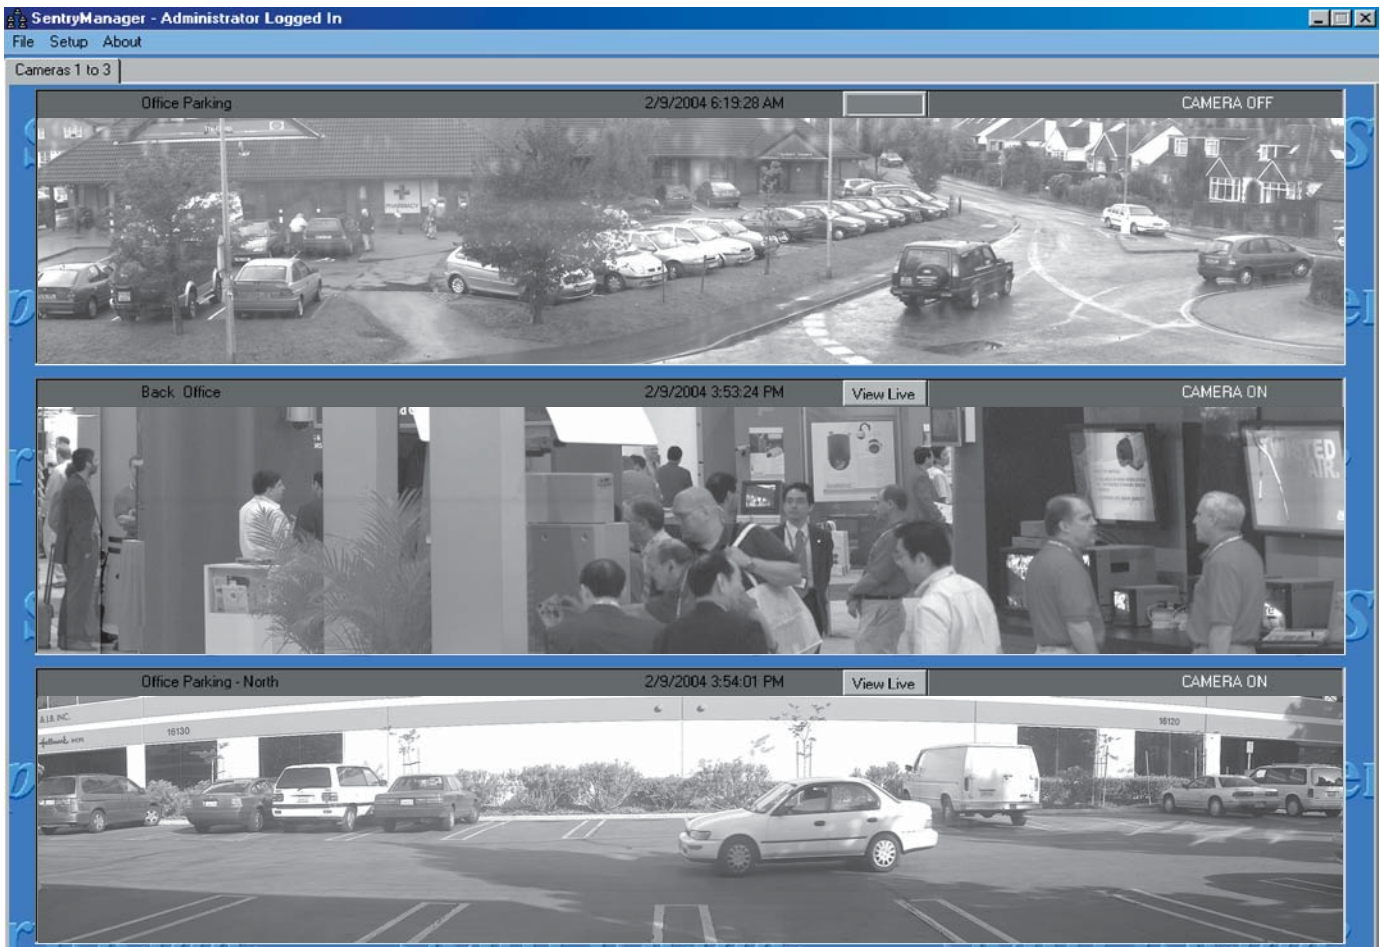 SentryManager - Administrator Logged In
File Setup About
Cameras 1 to 3
Office Parking 2/9/2004 6:19:28 AM CAMERA OFF
PHARMACY
Back Office 2/9/2004 3:53:24 PM View Live CAMERA ON
AIR.
Office Parking - North 2/9/2004 3:54:01 PM View Live CAMERA ON
INC.
16130
16120